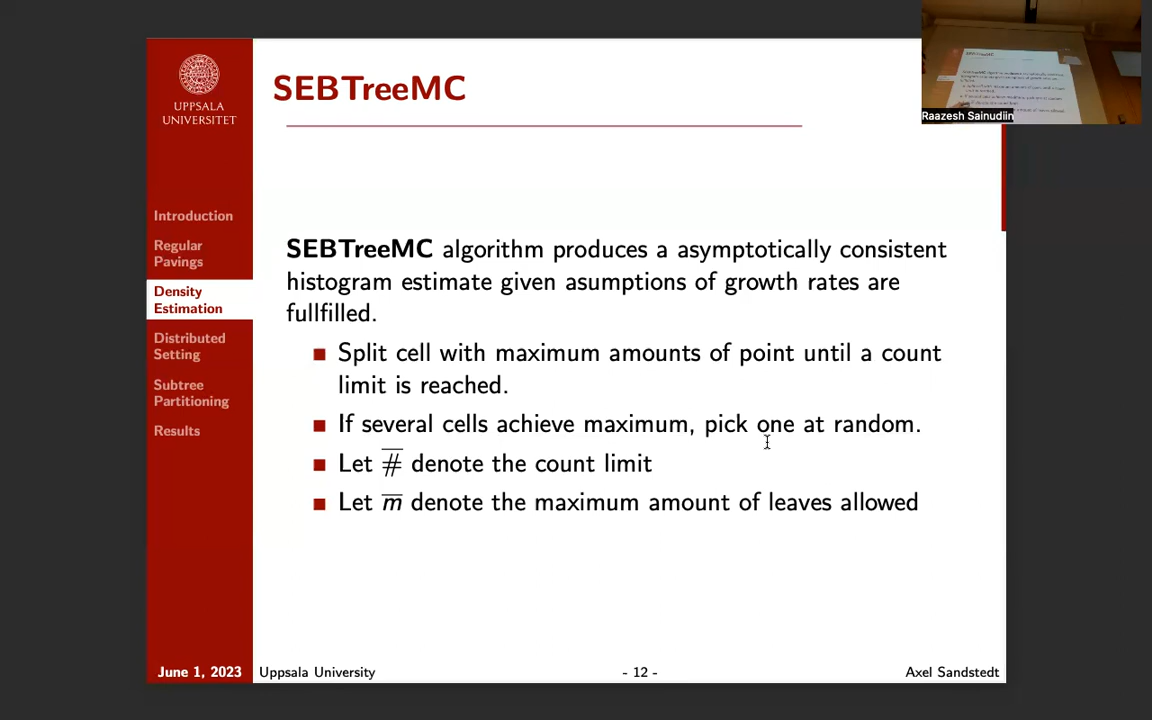 UPPSALA
UNIVERSITET
Introduction
Regular
Pavings
Density
Estimation
Distributed
Setting
Subtree
Partitioning
Results
June 1, 2023
SEBTreeMC
SEBTreeMC algorithm produces a asymptotically consistent
histogram estimate given asumptions of growth rates are
fullfilled.
Split cell with maximum amounts of point until a count
limit is reached.
If several cells achieve maximum, pick one at random.
Let #̅ denote the count limit
Let m̅ denote the maximum amount of leaves allowed
Uppsala University
- 12 -
Axel Sandstedt
SEBTreeMC
Raazesh Sainudiin